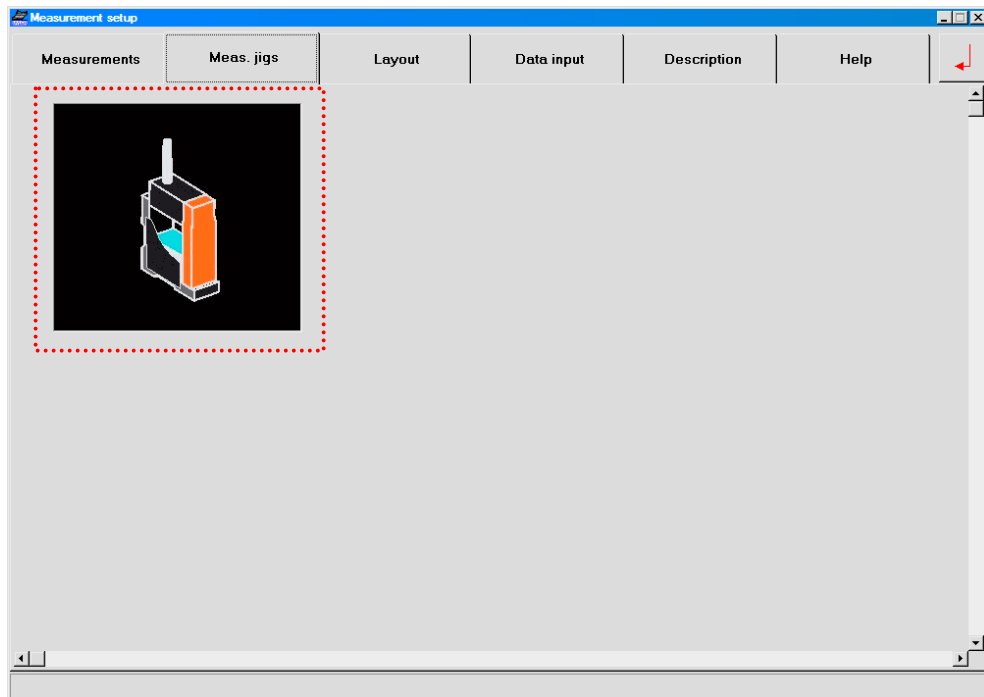 Measurement setup
Measurements
Meas. jigs
Layout
Data input
Description
Help